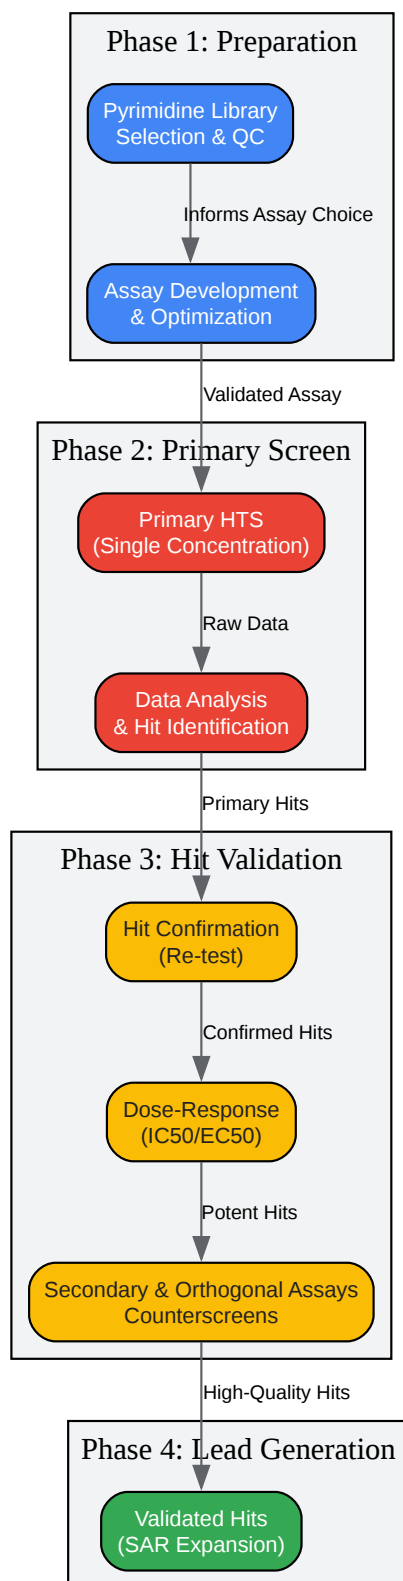 Phase 1: Preparation
Pyrimidine Library
Selection & QC
Informs Assay Choice
Assay Development
& Optimization
Validated Assay
Phase 2: Primary Screen
Primary HTS
(Single Concentration)
Raw Data
Data Analysis
& Hit Identification
Primary Hits
Phase 3: Hit Validation
Hit Confirmation
(Re-test)
Confirmed Hits
Dose-Response
(IC50/EC50)
Potent Hits
Secondary & Orthogonal Assays
Counterscreens
High-Quality Hits
Phase 4: Lead Generation
Validated Hits
(SAR Expansion)